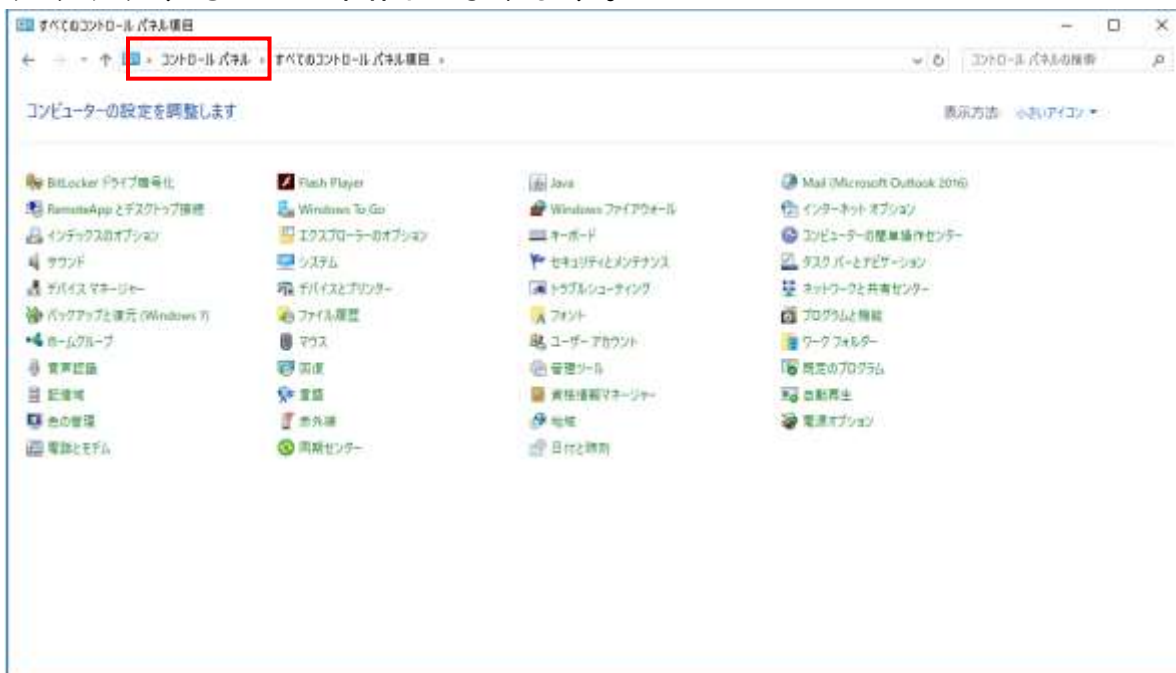 すべてのコントロール パネル項目
コントロール パネル すべてのコントロール パネル項目 コントロール パネルの検索
コンピューターの設定を調整します 表示方法: 小さいアイコン
BitLocker ドライブ暗号化 Flash Player Java Mail (Microsoft Outlook 2016)
RemoteApp とデスクトップ接続 Windows To Go Windows ファイアウォール インターネット オプション
インデックスのオプション エクスプローラーのオプション キーボード コンピューターの簡単操作センター
サウンド システム セキュリティとメンテナンス タスク バーとナビゲーション
デバイス マネージャー デバイスとプリンター トラブルシューティング ネットワークと共有センター
バックアップと復元 (Windows 7) ファイル履歴 フォント プログラムと機能
ホームグループ マウス ユーザー アカウント ワーク フォルダー
音声認識 回復 管理ツール 既定のプログラム
記憶域 言語 資格情報マネージャー 自動再生
色の管理 赤外線 地域 電源オプション
電話とモデム 同期センター 日付と時刻